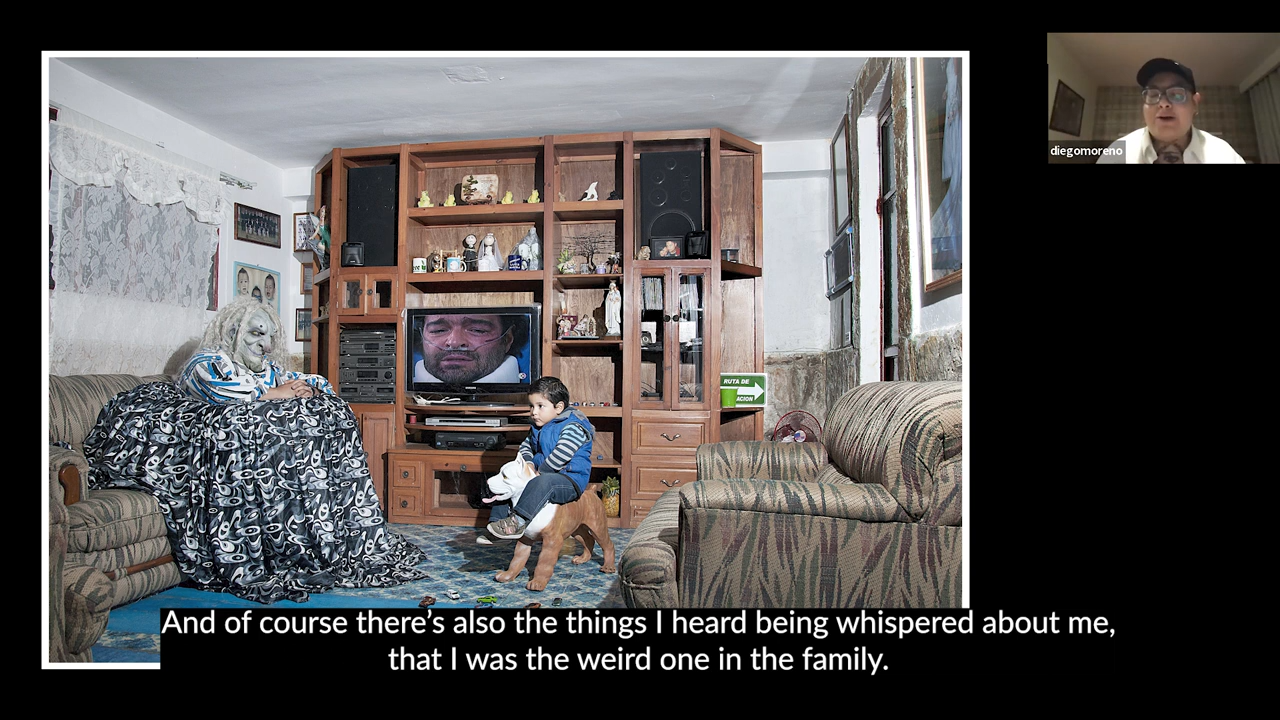 diegomoreno
RUTA DE
ACION
And of course there's also the things I heard being whispered about me,
that I was the weird one in the family.